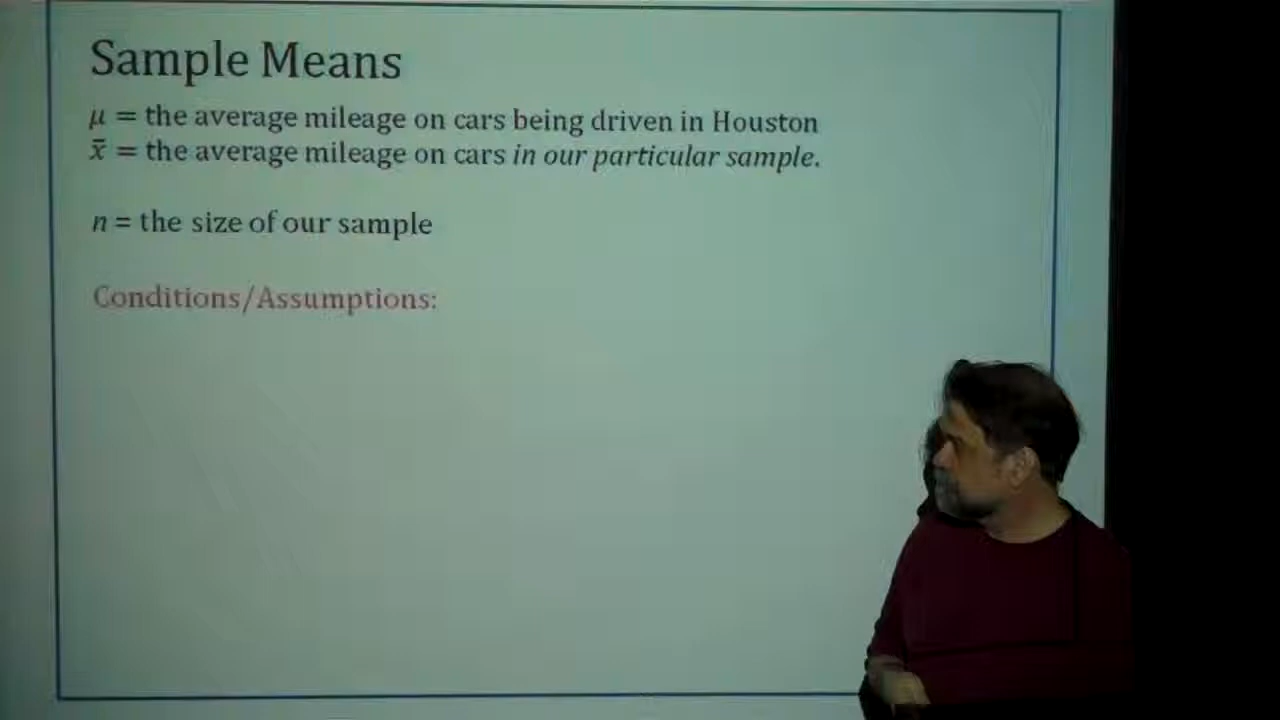 Sample Means
μ = the average mileage on cars being driven in Houston
x̄ = the average mileage on cars in our particular sample.
n = the size of our sample
Conditions/Assumptions: